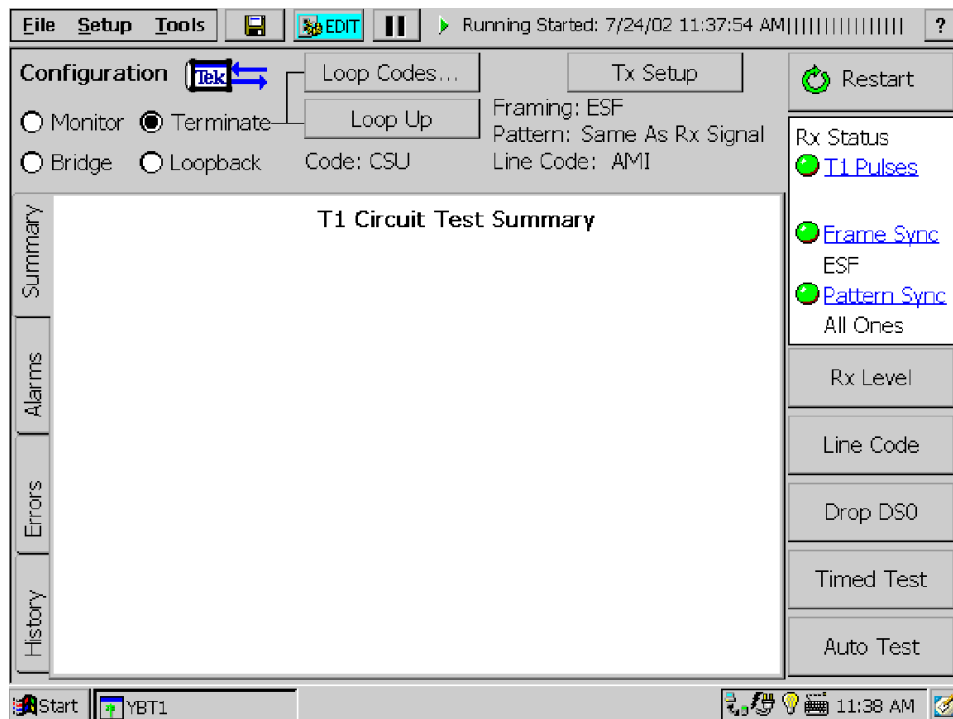 File Setup Tools EDIT Running Started: 7/24/02 11:37:54 AM ?
Configuration Tek Loop Codes... Tx Setup Restart
Monitor Terminate Loop Up
Framing: ESF
Pattern: Same As Rx Signal
Bridge Loopback Code: CSU Line Code: AMI
Rx Status
T1 Pulses
Frame Sync
ESF
Pattern Sync
All Ones
Summary
Alarms
Errors
History
T1 Circuit Test Summary
Rx Level
Line Code
Drop DS0
Timed Test
Auto Test
Start YBT1 11:38 AM